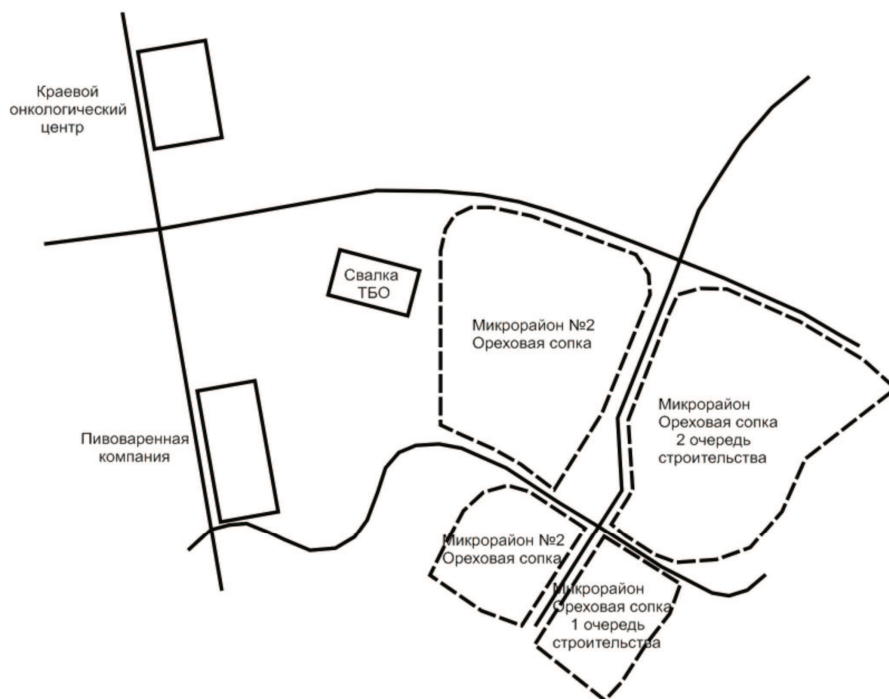 Краевой
онкологический
центр
Свалка
ТБО
Микрорайон №2
Ореховая сопка
Микрорайон
Ореховая сопка
2 очередь
строительства
Пивоваренная
компания
Микрорайон №2
Ореховая сопка
Микрорайон
Ореховая сопка
1 очередь
строительства